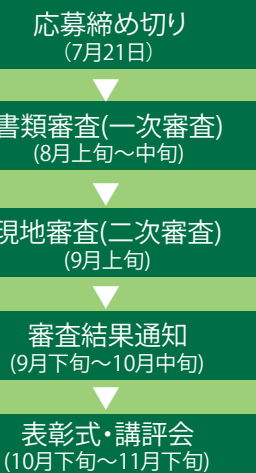 応募締め切り
(7月21日)
書類審査(一次審査)
(8月上旬～中旬)
現地審査(二次審査)
(9月上旬)
審査結果通知
(9月下旬～10月中旬)
表彰式・講評会
(10月下旬～11月下旬)